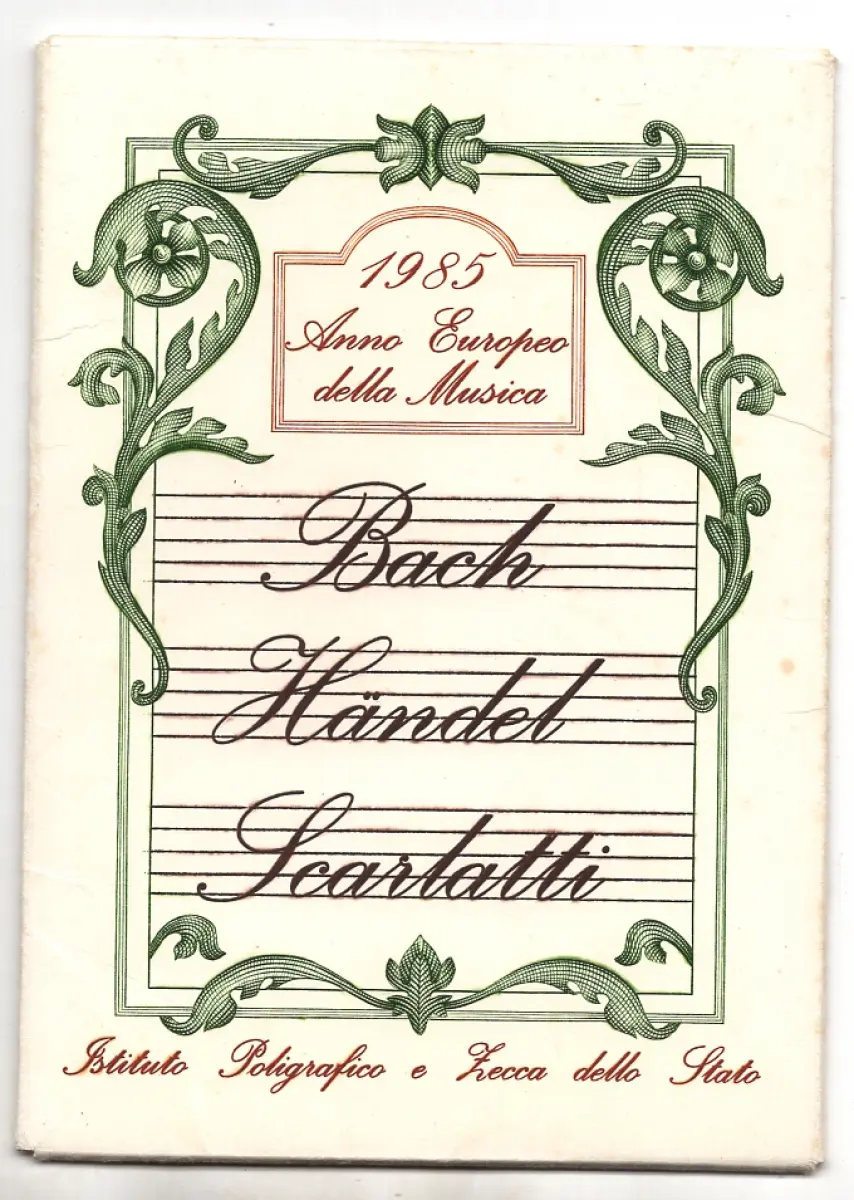 1985
Anno Europeo
della Musica
Bach
Händel
Scarlatti
Istituto Poligrafico e Zecca dello Stato